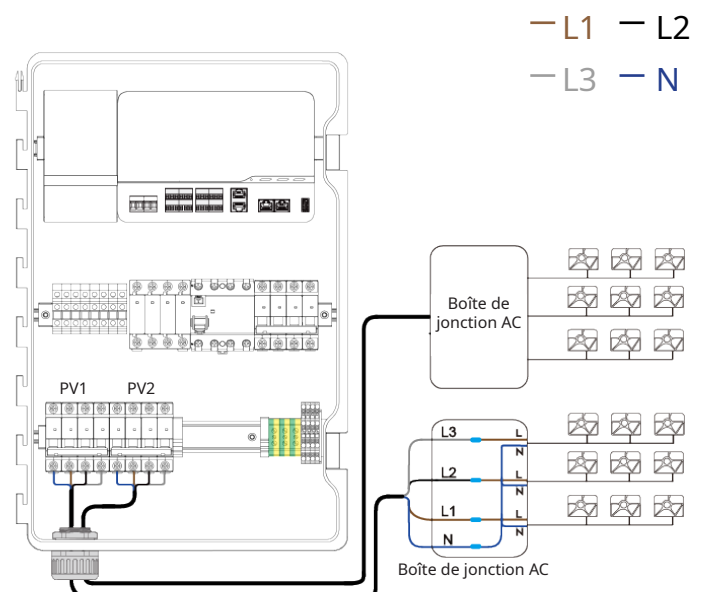 L1 L2
L3 N
Boîte de
jonction AC
PV1 PV2
L3 L
N
L2 L
N
L1 L
N
N
Boîte de jonction AC